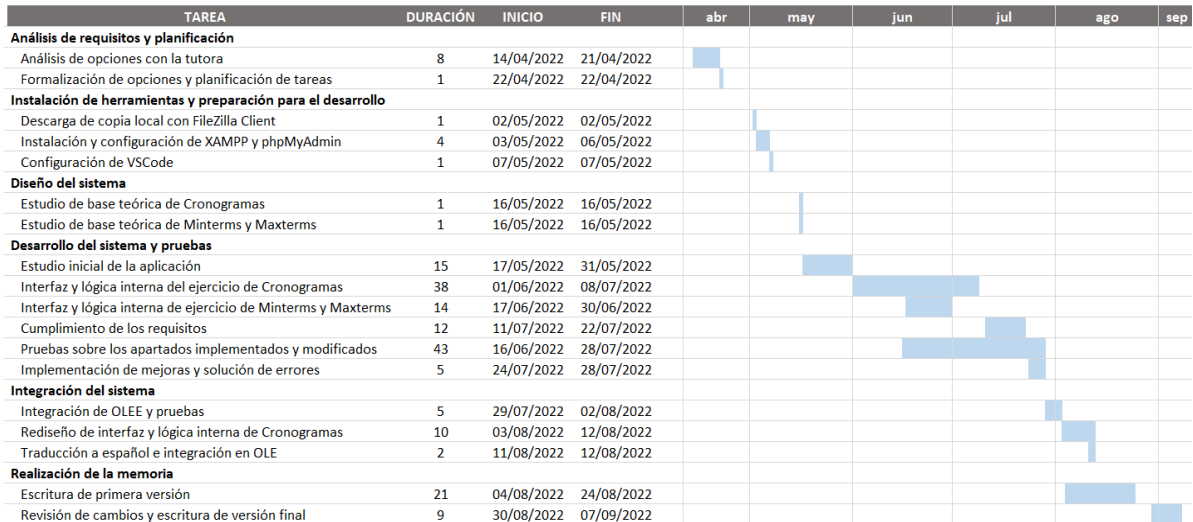 TAREA DURACIÓN INICIO FIN abr may jun jul ago sep
Análisis de requisitos y planificación
Análisis de opciones con la tutora 8 14/04/2022 21/04/2022
Formalización de opciones y planificación de tareas 1 22/04/2022 22/04/2022
Instalación de herramientas y preparación para el desarrollo
Descarga de copia local con FileZilla Client 1 02/05/2022 02/05/2022
Instalación y configuración de XAMPP y phpMyAdmin 4 03/05/2022 06/05/2022
Configuración de VSCode 1 07/05/2022 07/05/2022
Diseño del sistema
Estudio de base teórica de Cronogramas 1 16/05/2022 16/05/2022
Estudio de base teórica de Minterms y Maxterms 1 16/05/2022 16/05/2022
Desarrollo del sistema y pruebas
Estudio inicial de la aplicación 15 17/05/2022 31/05/2022
Interfaz y lógica interna del ejercicio de Cronogramas 38 01/06/2022 08/07/2022
Interfaz y lógica interna de ejercicio de Minterms y Maxterms 14 17/06/2022 30/06/2022
Cumplimiento de los requisitos 12 11/07/2022 22/07/2022
Pruebas sobre los apartados implementados y modificados 43 16/06/2022 28/07/2022
Implementación de mejoras y solución de errores 5 24/07/2022 28/07/2022
Integración del sistema
Integración de OLEE y pruebas 5 29/07/2022 02/08/2022
Rediseño de interfaz y lógica interna de Cronogramas 10 03/08/2022 12/08/2022
Traducción a español e integración en OLE 2 11/08/2022 12/08/2022
Realización de la memoria
Escritura de primera versión 21 04/08/2022 24/08/2022
Revisión de cambios y escritura de versión final 9 30/08/2022 07/09/2022